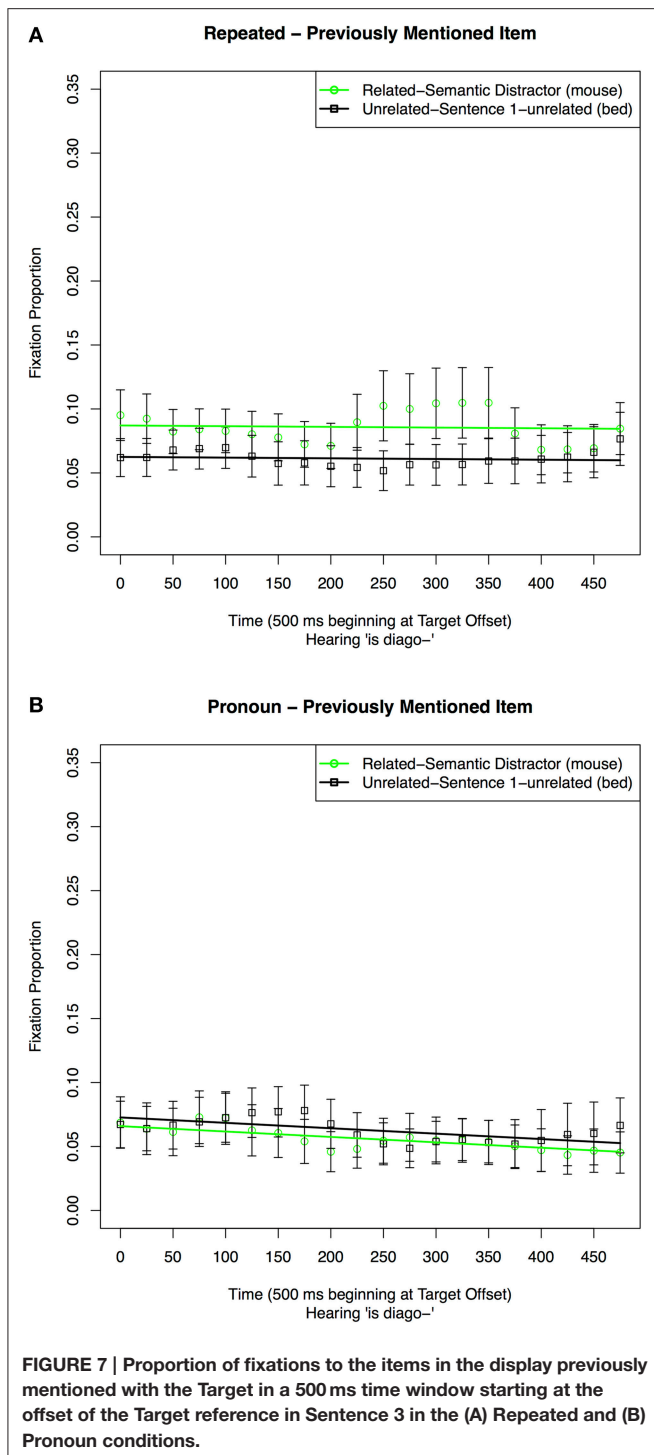 A
Repeated – Previously Mentioned Item
Related–Semantic Distractor (mouse)
Unrelated–Sentence 1–unrelated (bed)
0.35
0.30
0.25
0.20
0.15
0.10
0.05
0.00
Fixation Proportion
0 50 100 150 200 250 300 350 400 450
Time (500 ms beginning at Target Offset)
Hearing 'is diago–'
B
Pronoun – Previously Mentioned Item
Related–Semantic Distractor (mouse)
Unrelated–Sentence 1–unrelated (bed)
0.35
0.30
0.25
0.20
0.15
0.10
0.05
0.00
Fixation Proportion
0 50 100 150 200 250 300 350 400 450
Time (500 ms beginning at Target Offset)
Hearing 'is diago–'
FIGURE 7 | Proportion of fixations to the items in the display previously
mentioned with the Target in a 500 ms time window starting at the
offset of the Target reference in Sentence 3 in the (A) Repeated and (B)
Pronoun conditions.